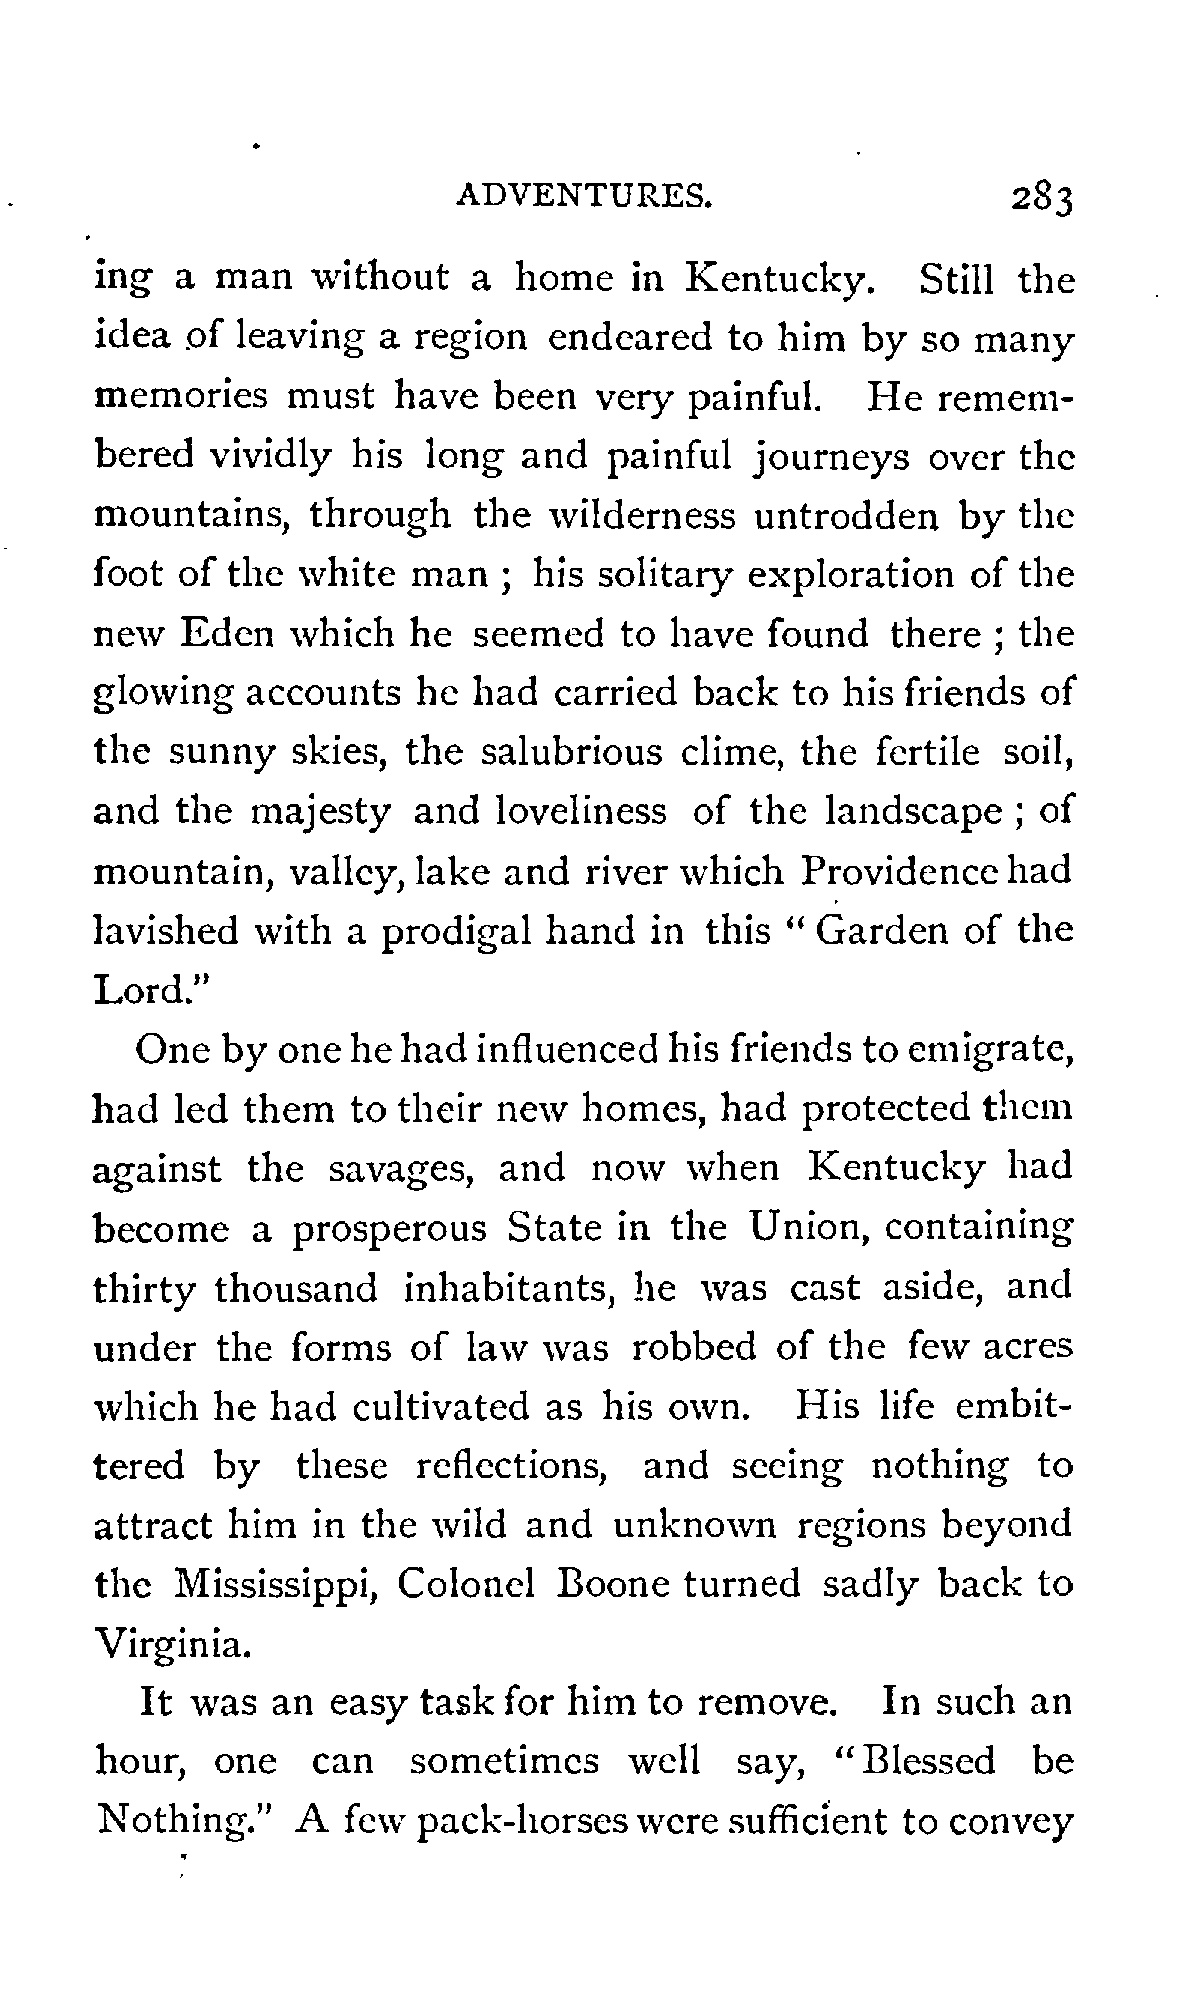 ADVENTURES. 283
ing a man without a home in Kentucky. Still the
idea of leaving a region endeared to him by so many
memories must have been very painful. He remem-
bered vividly his long and painful journeys over the
mountains, through the wilderness untrodden by the
foot of the white man ; his solitary exploration of the
new Eden which he seemed to have found there ; the
glowing accounts he had carried back to his friends of
the sunny skies, the salubrious clime, the fertile soil,
and the majesty and loveliness of the landscape ; of
mountain, valley, lake and river which Providence had
lavished with a prodigal hand in this “ Garden of the
Lord.”
One by one he had influenced his friends to emigrate,
had led them to their new homes, had protected them
against the savages, and now when Kentucky had
become a prosperous State in the Union, containing
thirty thousand inhabitants, he was cast aside, and
under the forms of law was robbed of the few acres
which he had cultivated as his own. His life embit-
tered by these reflections, and seeing nothing to
attract him in the wild and unknown regions beyond
the Mississippi, Colonel Boone turned sadly back to
Virginia.
It was an easy task for him to remove. In such an
hour, one can sometimes well say, “Blessed be
Nothing.” A few pack-horses were sufficient to convey